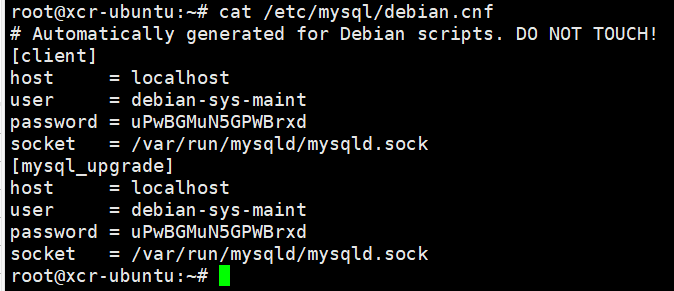 root@xcr-ubuntu:~# cat /etc/mysql/debian.cnf
# Automatically generated for Debian scripts. DO NOT TOUCH!
[client]
host     = localhost
user     = debian-sys-maint
password = uPwBGMuN5GPWBrxd
socket   = /var/run/mysqld/mysqld.sock
[mysql_upgrade]
host     = localhost
user     = debian-sys-maint
password = uPwBGMuN5GPWBrxd
socket   = /var/run/mysqld/mysqld.sock
root@xcr-ubuntu:~#